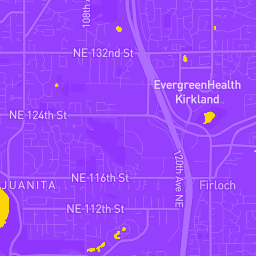 108th A
NE 132nd St
EvergreenHealth
Kirkland
NE 124th St
120th Ave NE
JUANITA
NE 116th St
Firloch
NE 112th St